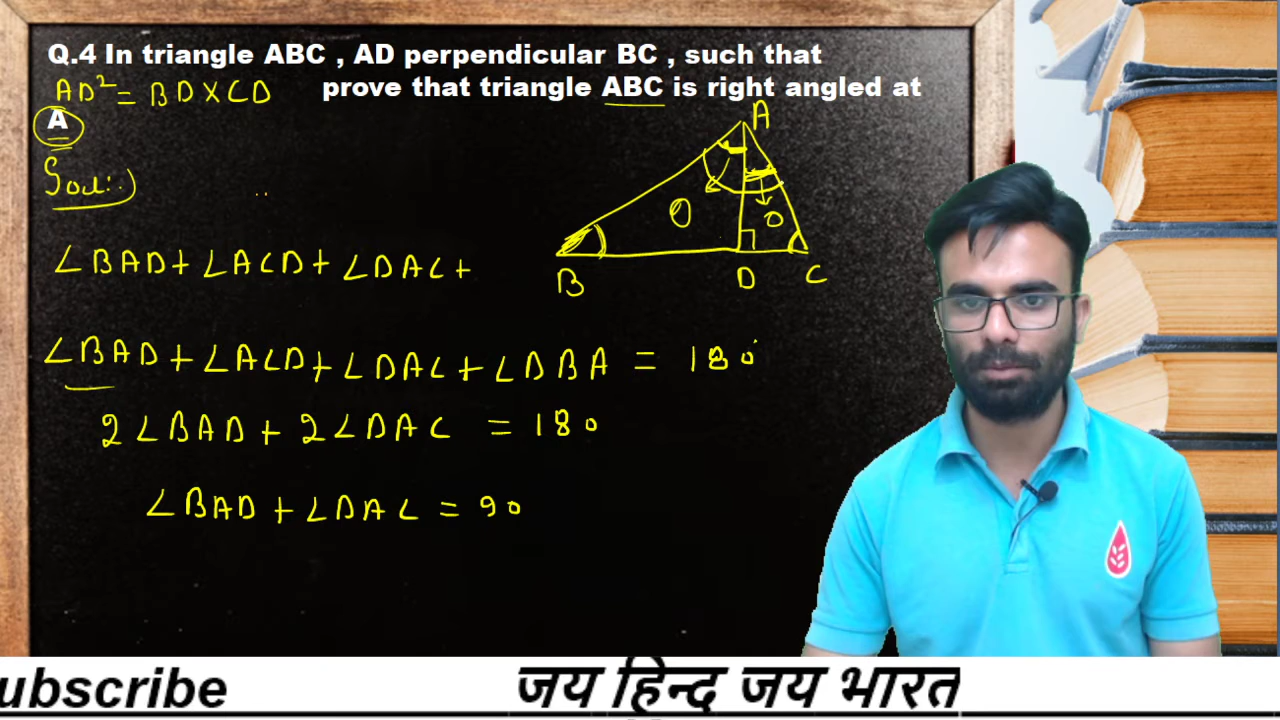 Q.4 In triangle ABC , AD perpendicular BC , such that
AD²= BD×CD prove that triangle ABC is right angled at
A
A
Sol:-)
∠BAD+∠ACD+∠DAC+
B D C
∠BAD+∠ACD+∠DAC+∠DBA = 180°
2∠BAD+2∠DAC = 180
∠BAD+∠DAC = 90
ubscribe जय हिन्द जय भारत